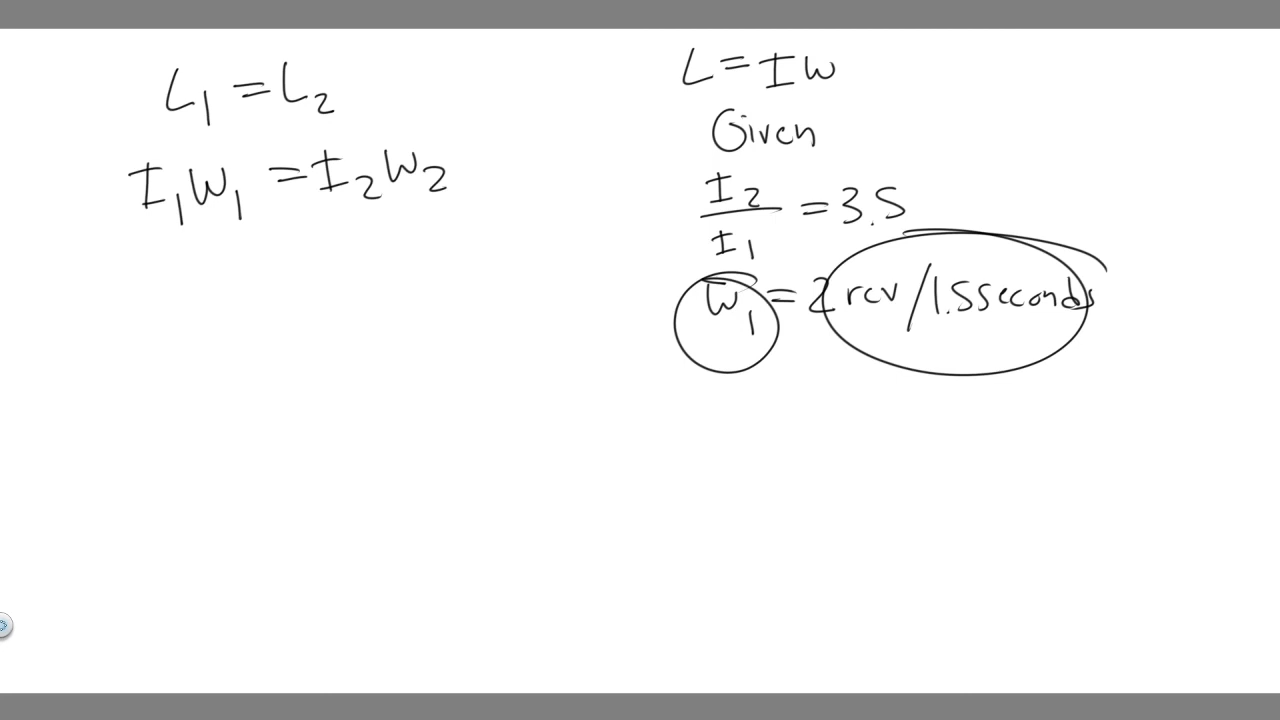 L₁ = L₂
I₁W₁ = I₂W₂
L = IW
Given
I₂
I₁
= 3.5
W₁ = 2 rev / 1.5 seconds